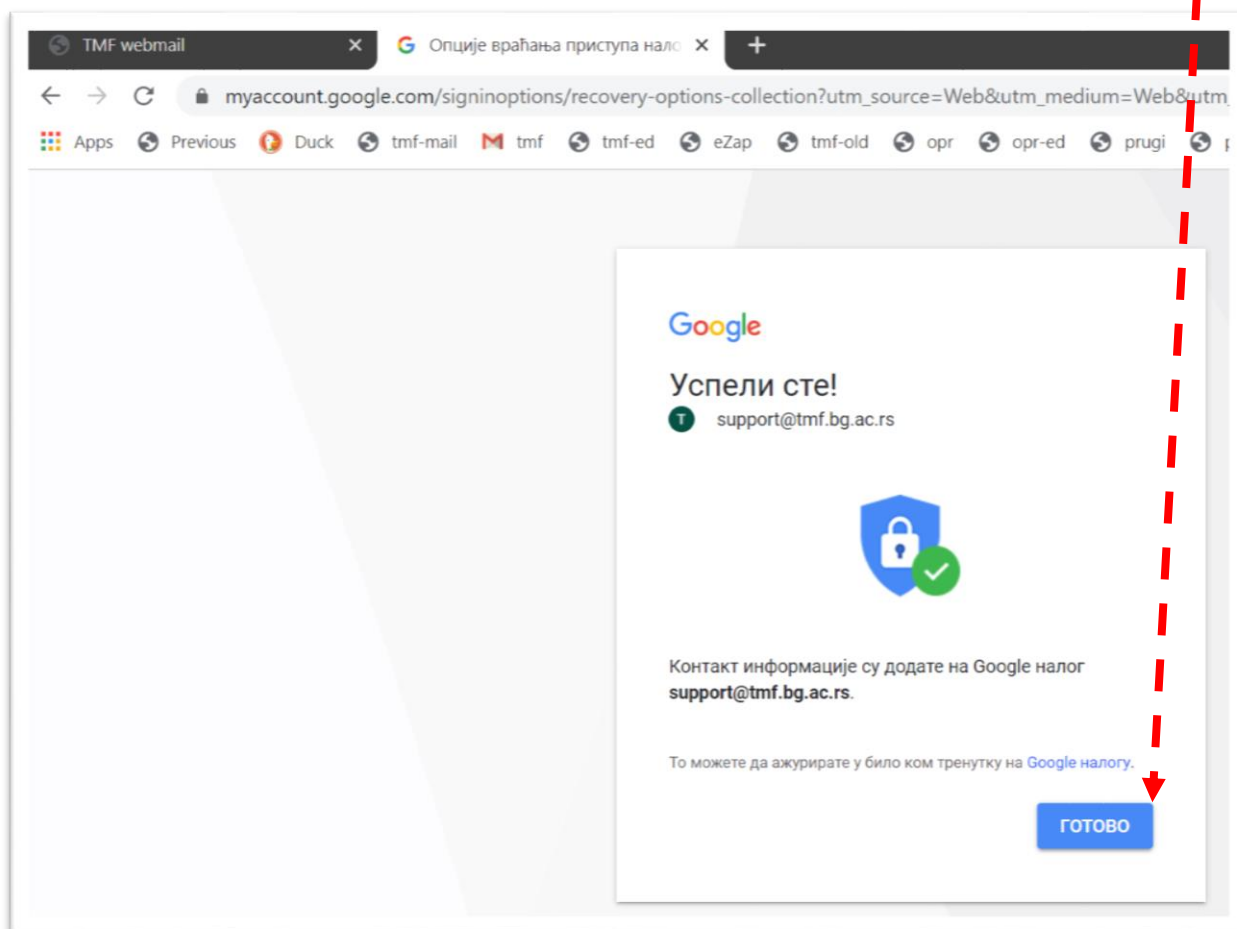 TMF webmail
Опције враћања приступа нало
myaccount.google.com/signinoptions/recovery-options-collection?utm_source=Web&utm_medium=Web&utm_
Apps Previous Duck tmf-mail tmf tmf-ed eZap tmf-old opr opr-ed prugi
Google
Успели сте!
T support@tmf.bg.ac.rs
Контакт информације су додате на Google налог
support@tmf.bg.ac.rs.
То можете да ажурирате у било ком тренутку на Google налогу.
ГОТОВО